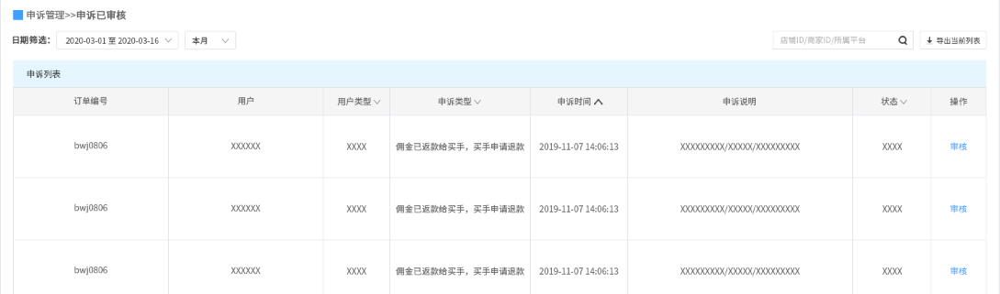 申诉管理>>申诉已审核
日期筛选: 2020-03-01 至 2020-03-16 本月 店铺ID/商家ID/所属平台 导出当前列表
申诉列表
订单编号 用户 用户类型 申诉类型 申诉时间 申诉说明 状态 操作
bwj0806 XXXXXX XXXX 佣金已返款给买手，买手申请退款 2019-11-07 14:06:13 XXXXXXXXX/XXXXX/XXXXXXXXX XXXX 审核
bwj0806 XXXXXX XXXX 佣金已返款给买手，买手申请退款 2019-11-07 14:06:13 XXXXXXXXX/XXXXX/XXXXXXXXX XXXX 审核
bwj0806 XXXXXX XXXX 佣金已返款给买手，买手申请退款 2019-11-07 14:06:13 XXXXXXXXX/XXXXX/XXXXXXXXX XXXX 审核